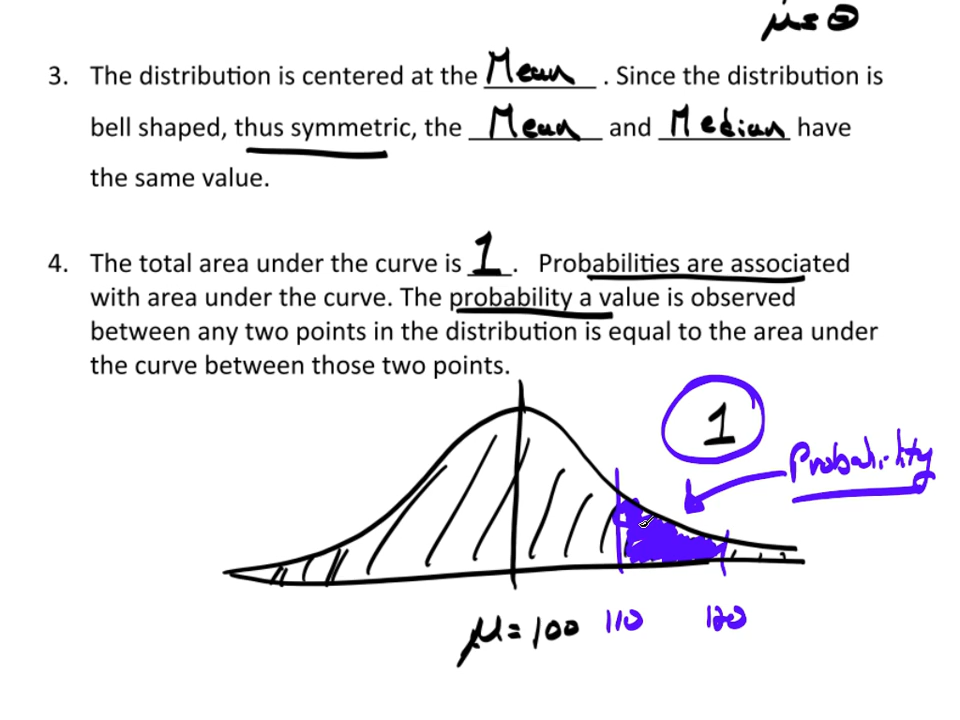 3. The distribution is centered at the Mean. Since the distribution is
bell shaped, thus symmetric, the Mean and Median have
the same value.
4. The total area under the curve is 1. Probabilities are associated
with area under the curve. The probability a value is observed
between any two points in the distribution is equal to the area under
the curve between those two points.
1
Probability
μ = 100 110 120